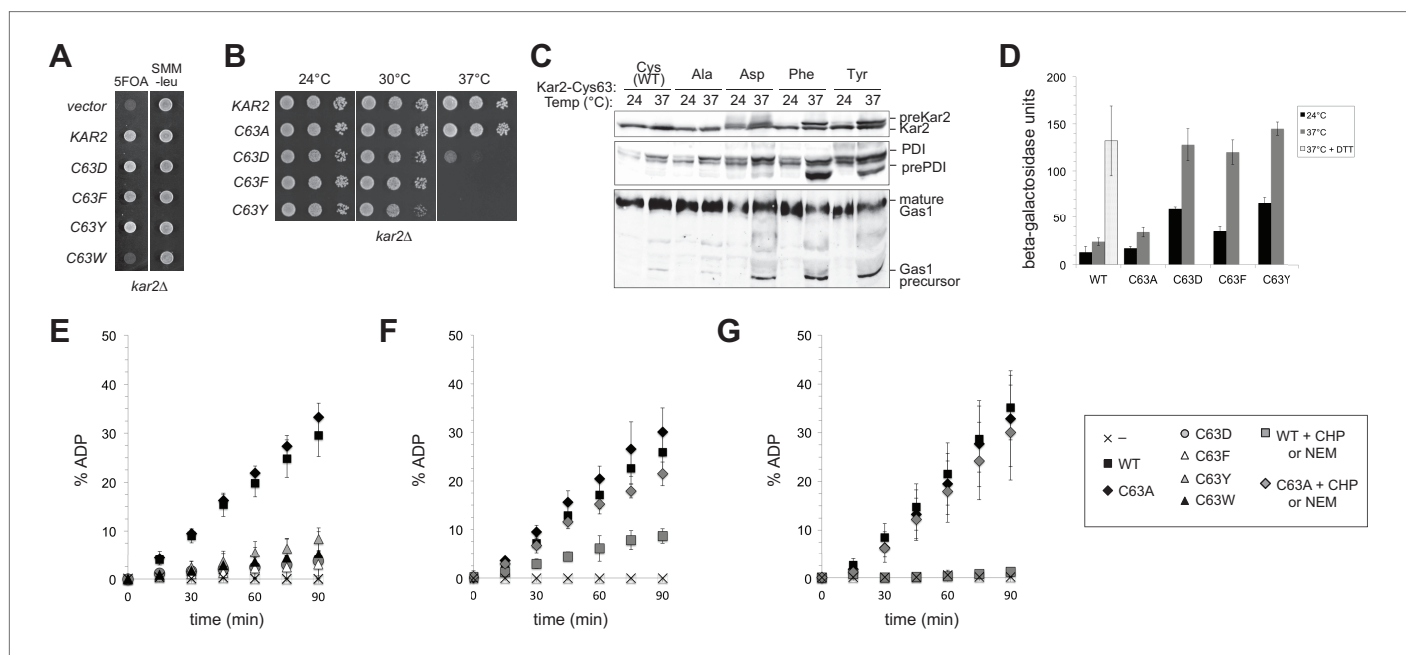 A
5FOA
SMM
-leu
vector
KAR2
C63D
C63F
C63Y
C63W
kar2Δ
B
24°C 30°C 37°C
KAR2
C63A
C63D
C63F
C63Y
kar2Δ
C
Kar2-Cys63: Cys (WT) Ala Asp Phe Tyr
Temp (°C): 24 37 24 37 24 37 24 37 24 37
preKar2
Kar2
PDI
prePDI
mature
Gas1
Gas1
precursor
D
beta-galactosidase units
200
150
100
50
0
WT C63A C63D C63F C63Y
24°C
37°C
37°C + DTT
E
% ADP
50
40
30
20
10
0
0 30 60 90
time (min)
F
% ADP
50
40
30
20
10
0
0 30 60 90
time (min)
G
% ADP
50
40
30
20
10
0
0 30 60 90
time (min)
–
WT
C63A
C63D
C63F
C63Y
C63W
WT + CHP
or NEM
C63A + CHP
or NEM